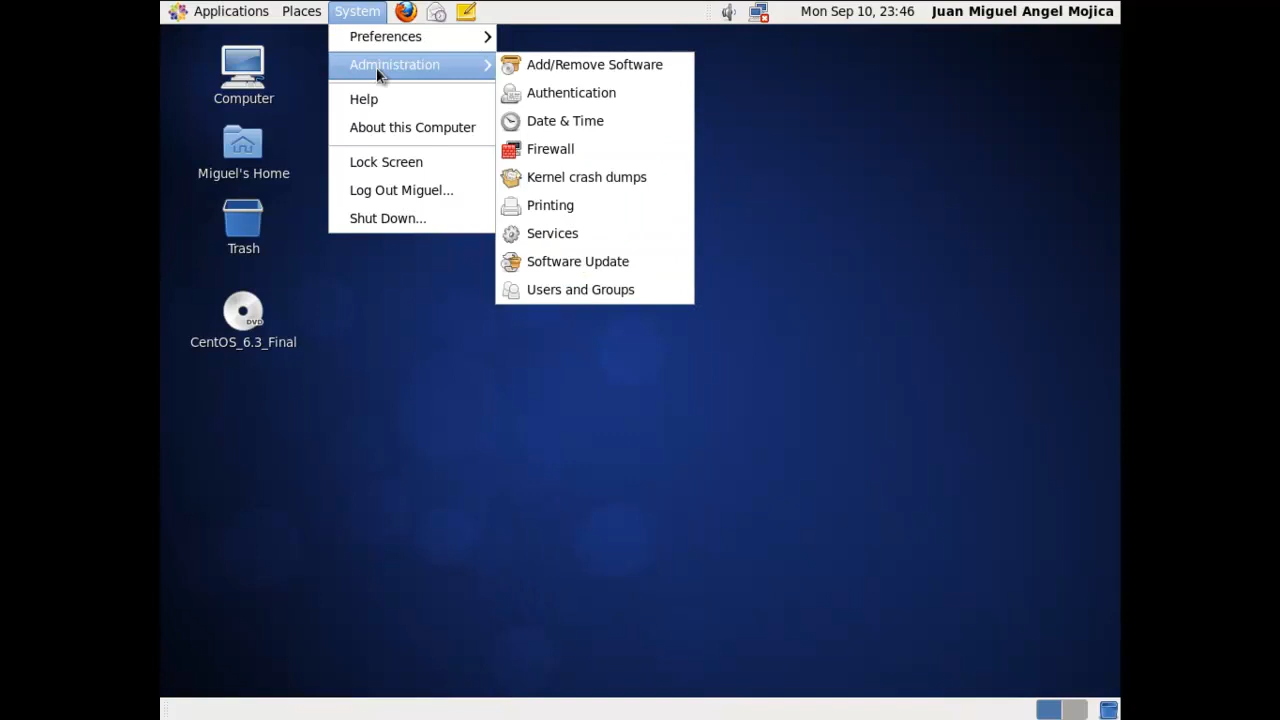 Applications Places System Mon Sep 10, 23:46 Juan Miguel Angel Mojica
Preferences
Administration
Help
About this Computer
Lock Screen
Log Out Miguel...
Shut Down...
Add/Remove Software
Authentication
Date & Time
Firewall
Kernel crash dumps
Printing
Services
Software Update
Users and Groups
Computer
Miguel's Home
Trash
DVD
CentOS_6.3_Final